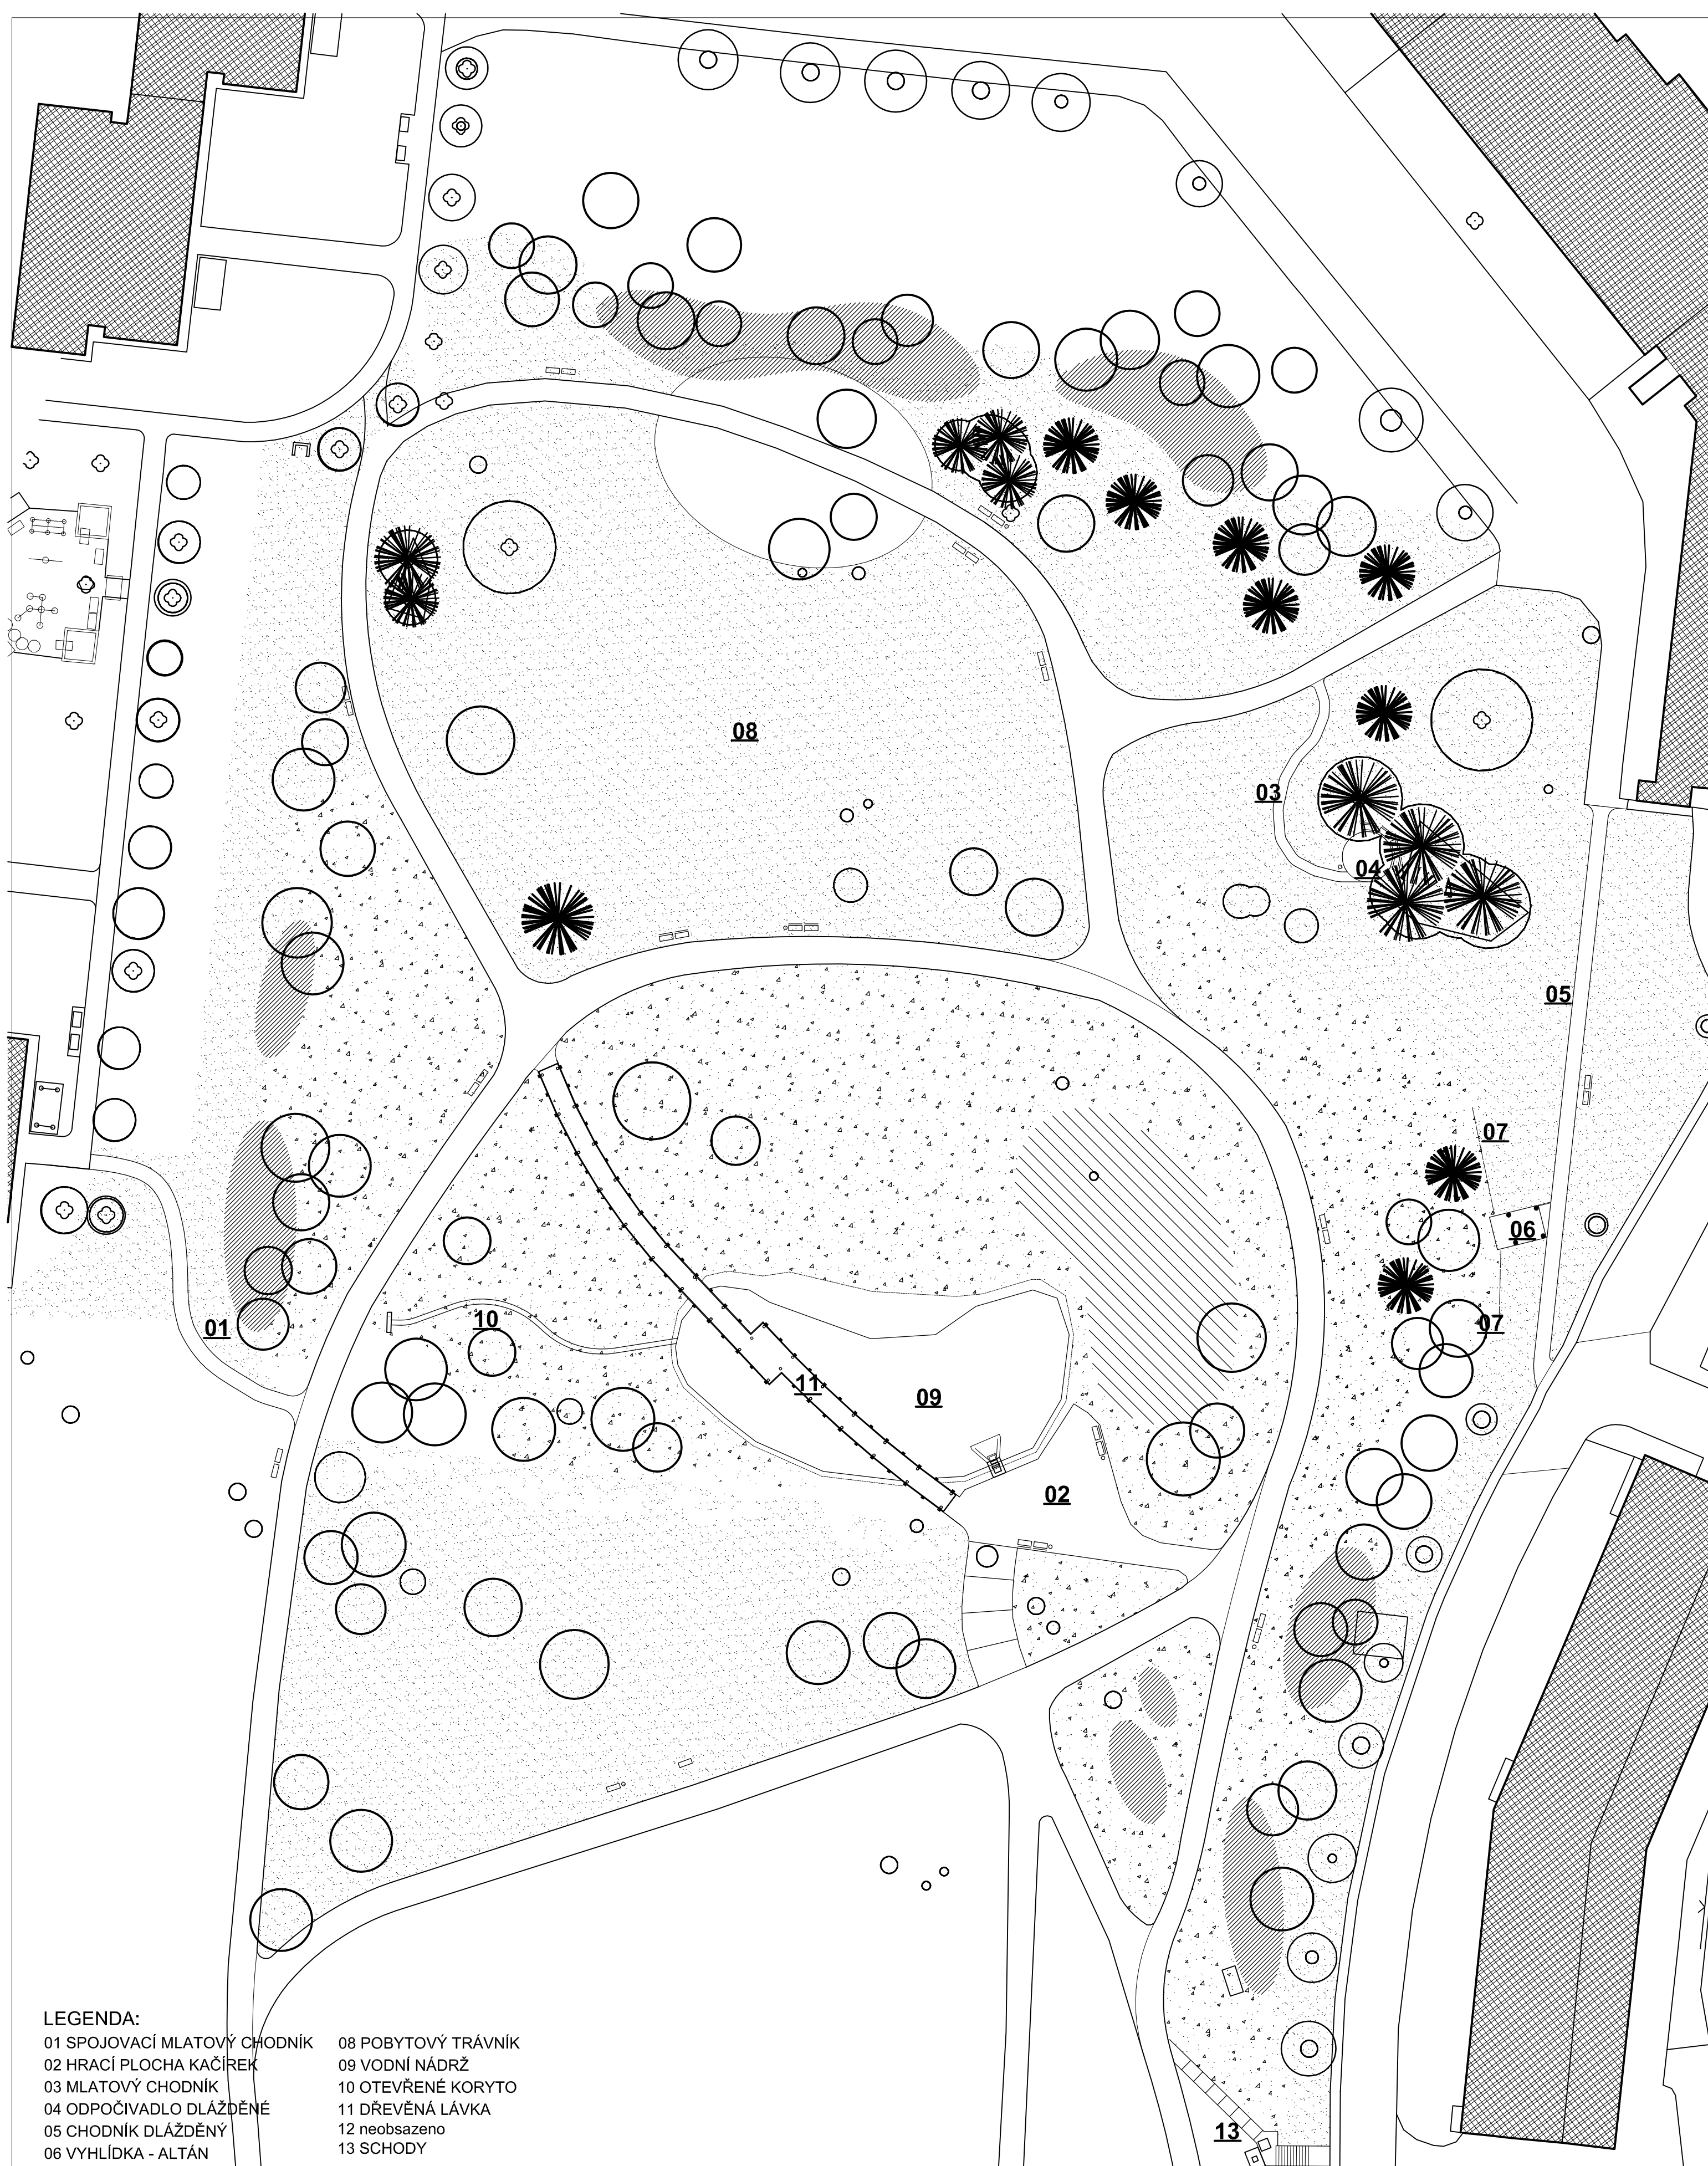 08
03
04
05
07
06
07
01
10
11
09
02
13
LEGENDA:
01 SPOJOVACÍ MLATOVÝ CHODNÍK
02 HRACÍ PLOCHA KAČÍREK
03 MLATOVÝ CHODNÍK
04 ODPOČIVADLO DLÁŽDĚNÉ
05 CHODNÍK DLÁŽDĚNÝ
06 VYHLÍDKA - ALTÁN
08 POBYTOVÝ TRÁVNÍK
09 VODNÍ NÁDRŽ
10 OTEVŘENÉ KORYTO
11 DŘEVĚNÁ LÁVKA
12 neobsazeno
13 SCHODY